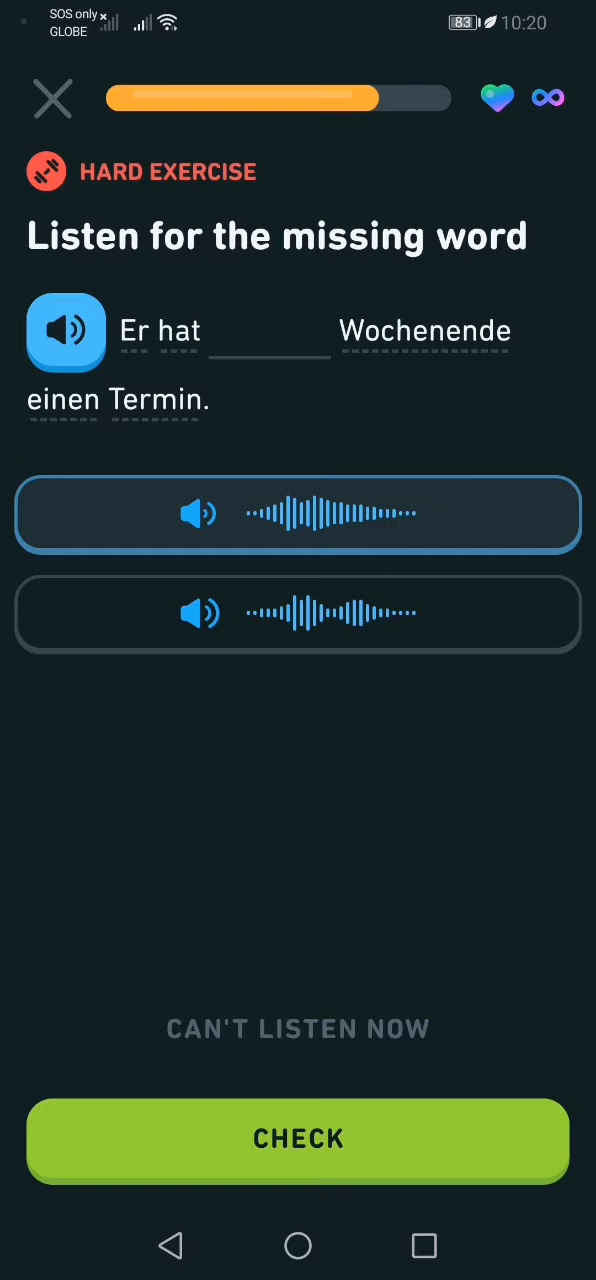 SOS only
GLOBE
83
10:20
HARD EXERCISE
Listen for the missing word
Er hat ________ Wochenende
einen Termin.
CAN'T LISTEN NOW
CHECK